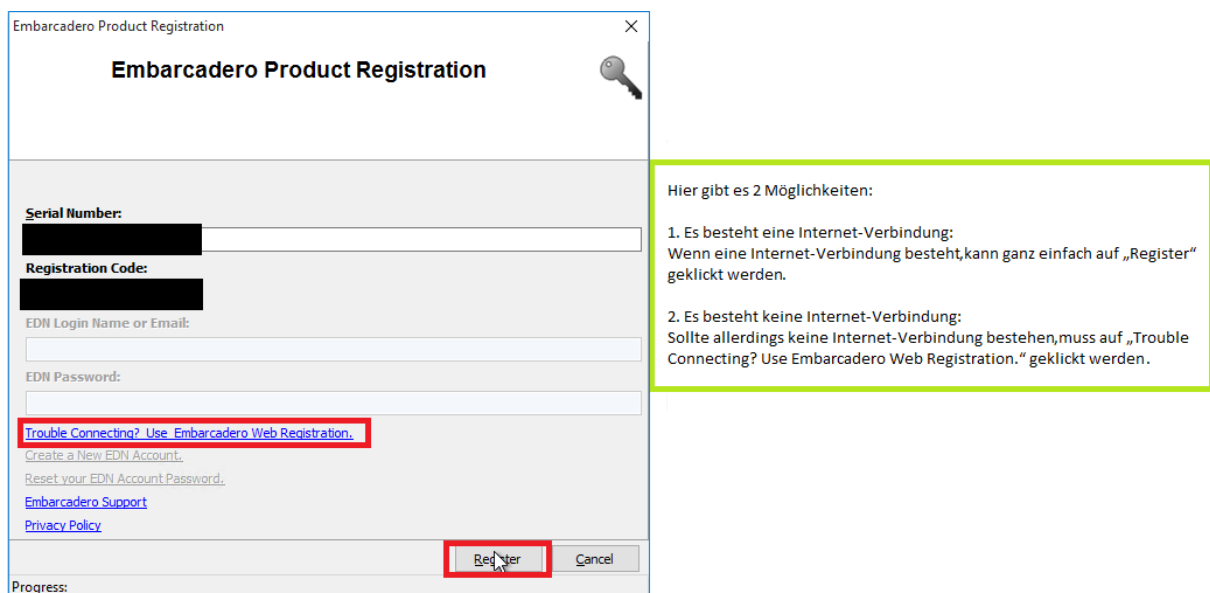 Embarcadero Product Registration
Embarcadero Product Registration
Serial Number:
Registration Code:
EDN Login Name or Email:
EDN Password:
Trouble Connecting? Use Embarcadero Web Registration.
Create a New EDN Account.
Reset your EDN Account Password.
Embarcadero Support
Privacy Policy
Register
Cancel
Progress:
Hier gibt es 2 Möglichkeiten:
1. Es besteht eine Internet-Verbindung:
Wenn eine Internet-Verbindung besteht,kann ganz einfach auf „Register“
geklickt werden.
2. Es besteht keine Internet-Verbindung:
Sollte allerdings keine Internet-Verbindung bestehen,muss auf „Trouble
Connecting? Use Embarcadero Web Registration.“ geklickt werden.